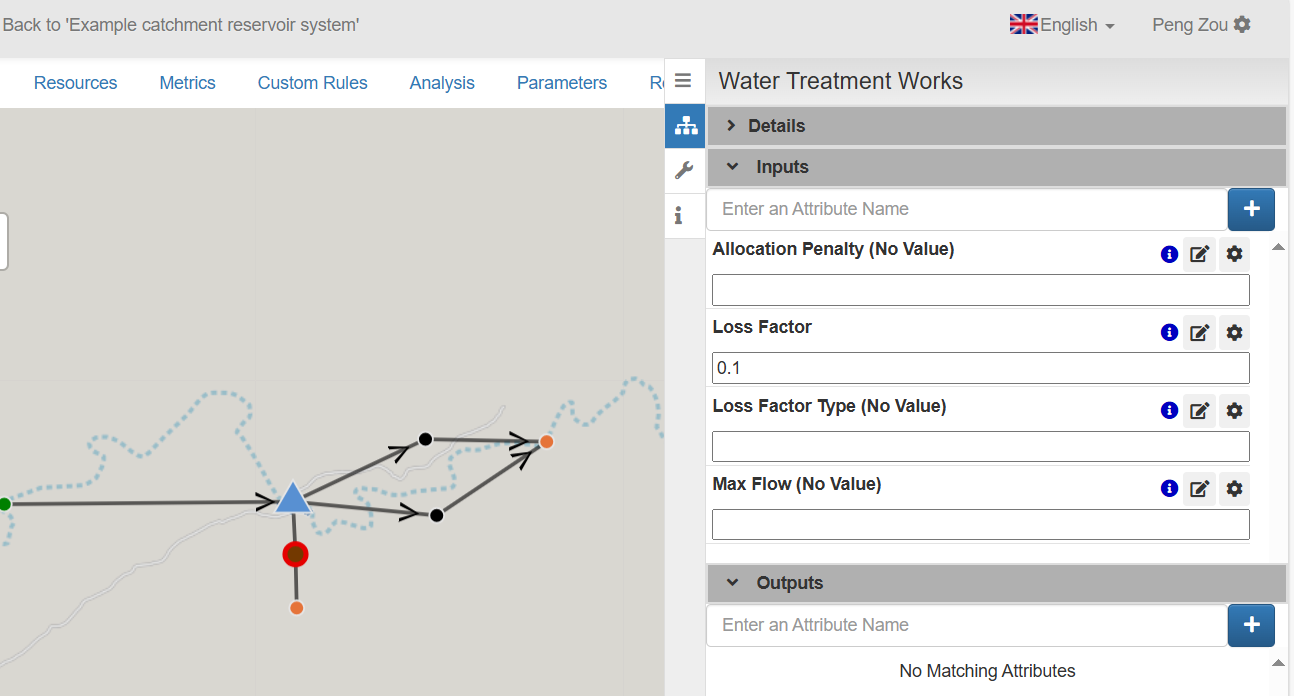 Back to 'Example catchment reservoir system'
English
Peng Zou
Resources Metrics Custom Rules Analysis Parameters
Water Treatment Works
Details
Inputs
Enter an Attribute Name
Allocation Penalty (No Value)
Loss Factor
0.1
Loss Factor Type (No Value)
Max Flow (No Value)
Outputs
Enter an Attribute Name
No Matching Attributes